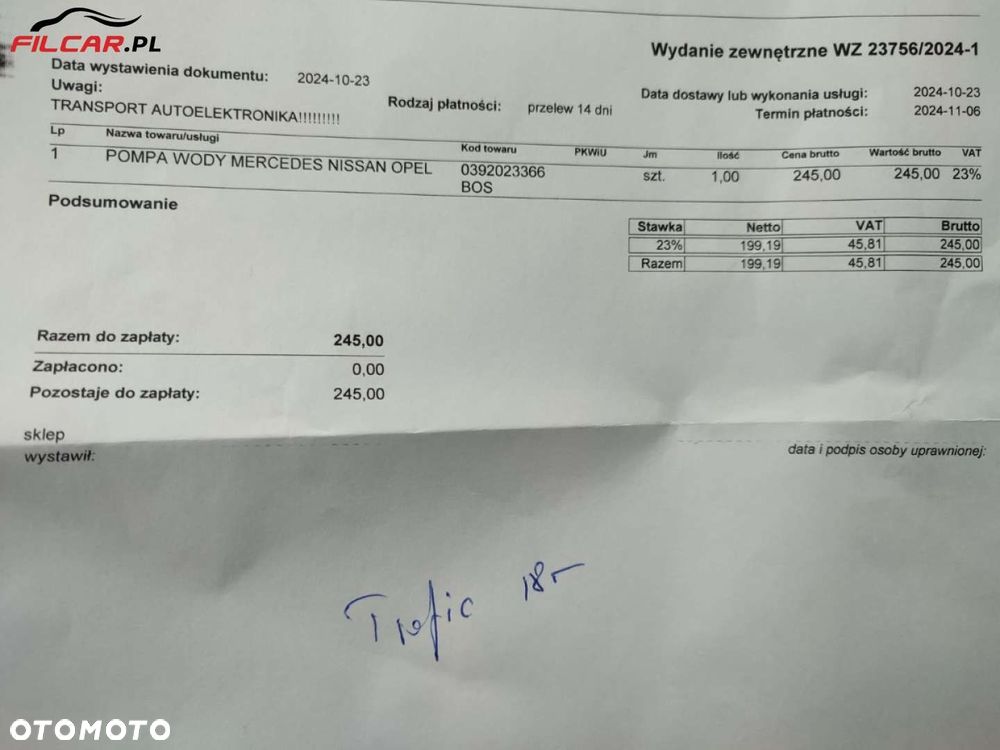 FILCAR.PL
Wydanie zewnętrzne WZ 23756/2024-1
Data wystawienia dokumentu: 2024-10-23
Uwagi:
TRANSPORT AUTOELEKTRONIKA!!!!!!!!!
Rodzaj płatności: przelew 14 dni
Data dostawy lub wykonania usługi: 2024-10-23
Termin płatności: 2024-11-06
Lp Nazwa towaru/usługi Kod towaru PKWiU Jm Ilość Cena brutto Wartość brutto VAT
1 POMPA WODY MERCEDES NISSAN OPEL 0392023366 szt. 1,00 245,00 245,00 23%
BOS
Podsumowanie
Stawka Netto VAT Brutto
23% 199,19 45,81 245,00
Razem 199,19 45,81 245,00
Razem do zapłaty: 245,00
Zapłacono: 0,00
Pozostaje do zapłaty: 245,00
sklep
wystawił:
data i podpis osoby uprawnionej:
Trafic 18r
OTOMOTO